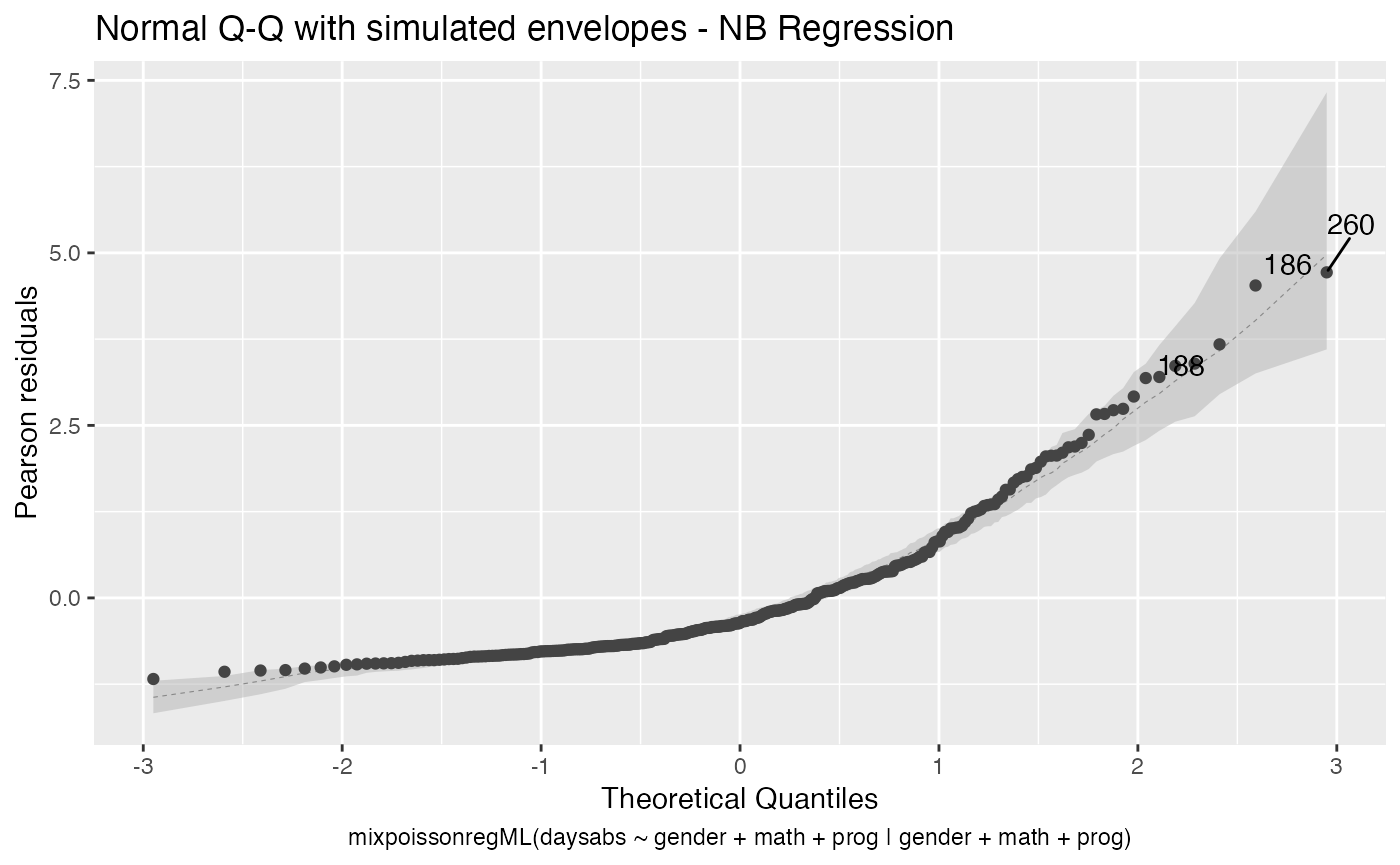 Normal Q-Q with simulated envelopes - NB Regression
7.5
5.0
2.5
0.0
Pearson residuals
260
186
188
-3 -2 -1 0 1 2 3
Theoretical Quantiles
mixpoissonregML(daysabs ~ gender + math + prog | gender + math + prog)